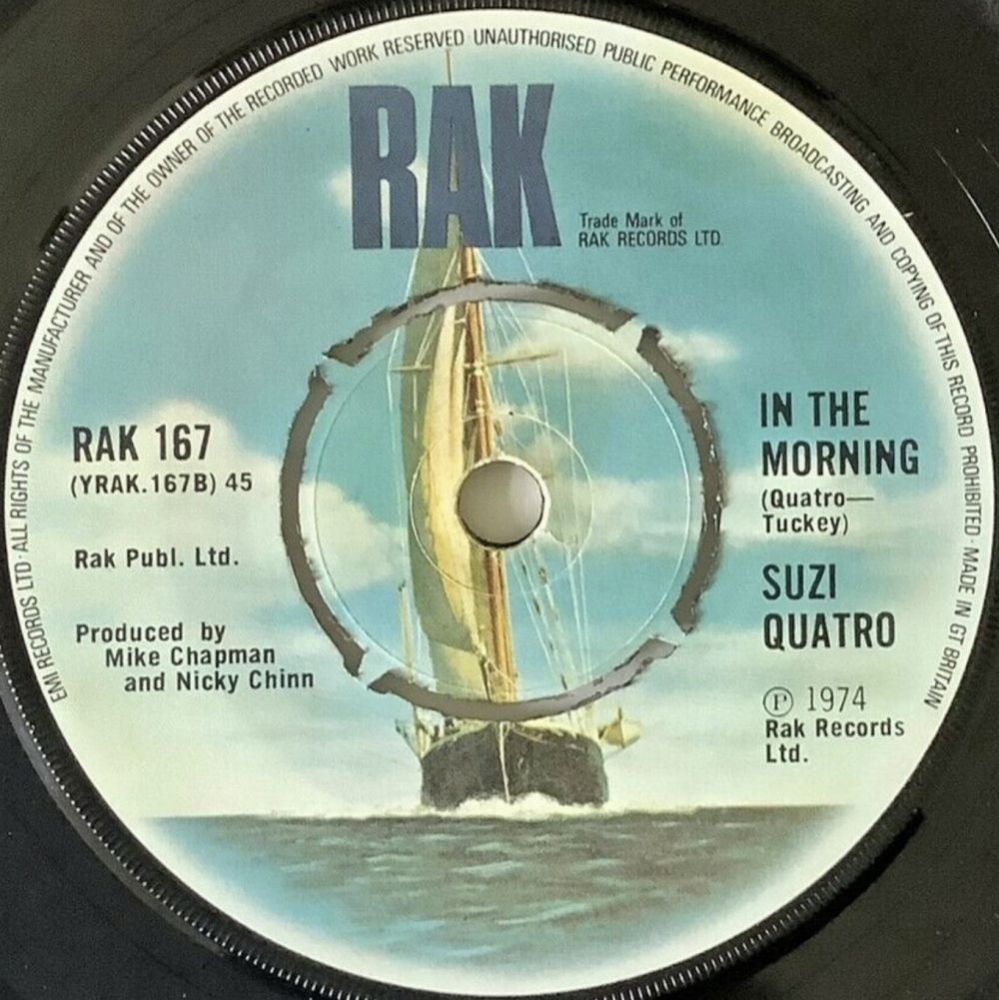 EMI RECORDS LTD·ALL RIGHTS OF THE MANUFACTURER AND OF THE OWNER OF THE RECORDED WORK RESERVED UNAUTHORISED PUBLIC PERFORMANCE BROADCASTING AND COPYING OF THIS RECORD PROHIBITED·MADE IN GT BRITAIN
RAK
Trade Mark of
RAK RECORDS LTD.
RAK 167
(YRAK.167B) 45
Rak Publ. Ltd.
Produced by
Mike Chapman
and Nicky Chinn
IN THE
MORNING
(Quatro—
Tuckey)
SUZI
QUATRO
Ⓟ 1974
Rak Records
Ltd.